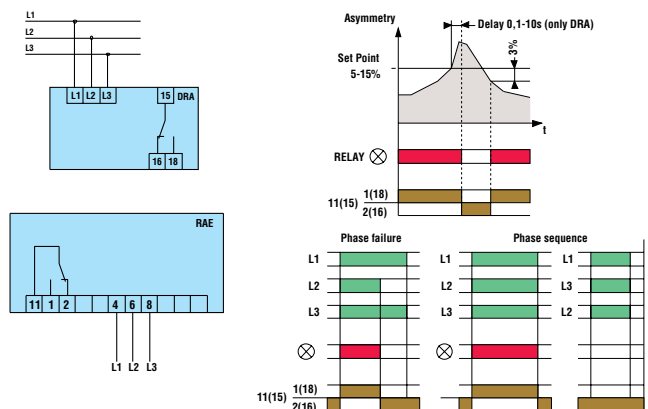 L1
L2
L3
L1 L2 L3
15 DRA
16 18
RAE
11 1 2 4 6 8
L1 L2 L3
Asymmetry
Delay 0,1-10s (only DRA)
Set Point
5-15%
3%
t
RELAY
11(15) 1(18)
2(16)
Phase failure
L1
L2
L3
11(15) 1(18)
2(16)
Phase sequence
L1 L1
L2 L3
L3 L2